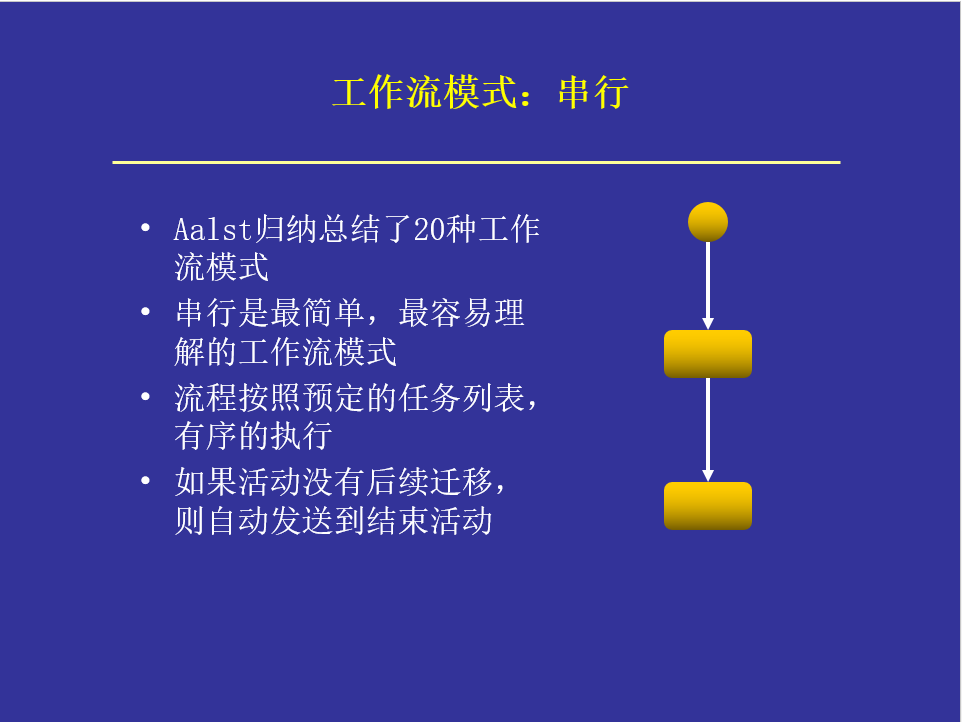 工作流模式：串行
• Aalst归纳总结了20种工作
流模式
• 串行是最简单，最容易理
解的工作流模式
• 流程按照预定的任务列表，
有序的执行
• 如果活动没有后续迁移，
则自动发送到结束活动